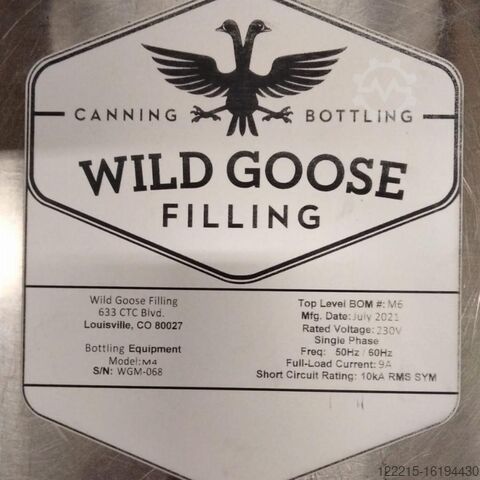 CANNING BOTTLING
WILD GOOSE
FILLING
Wild Goose Filling
633 CTC Blvd.
Louisville, CO 80027
Bottling Equipment
Model: M4
S/N: WGM-068
Top Level BOM #: M6
Mfg. Date: July 2021
Rated Voltage: 230V
Single Phase
Freq: 50Hz / 60Hz
Full-Load Current: 9A
Short Circuit Rating: 10kA RMS SYM
122215-16194430